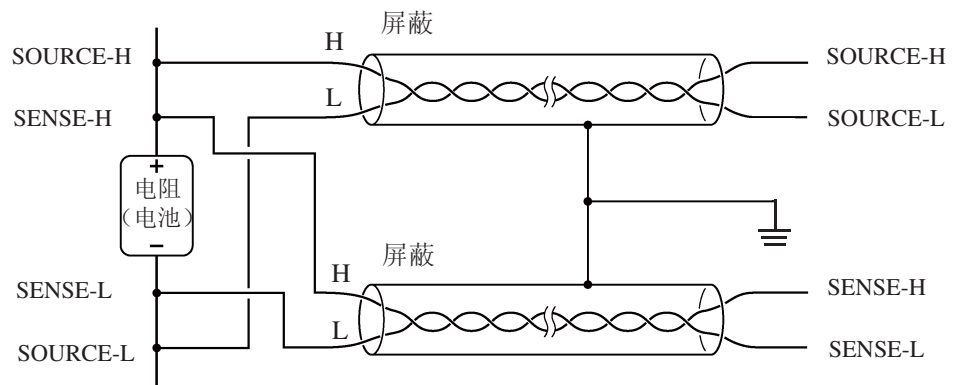 屏蔽
SOURCE-H
H
SOURCE-H
SENSE-H
L
SOURCE-L
+
电阻
（电池）
−
屏蔽
SENSE-L
H
SENSE-H
SOURCE-L
L
SENSE-L